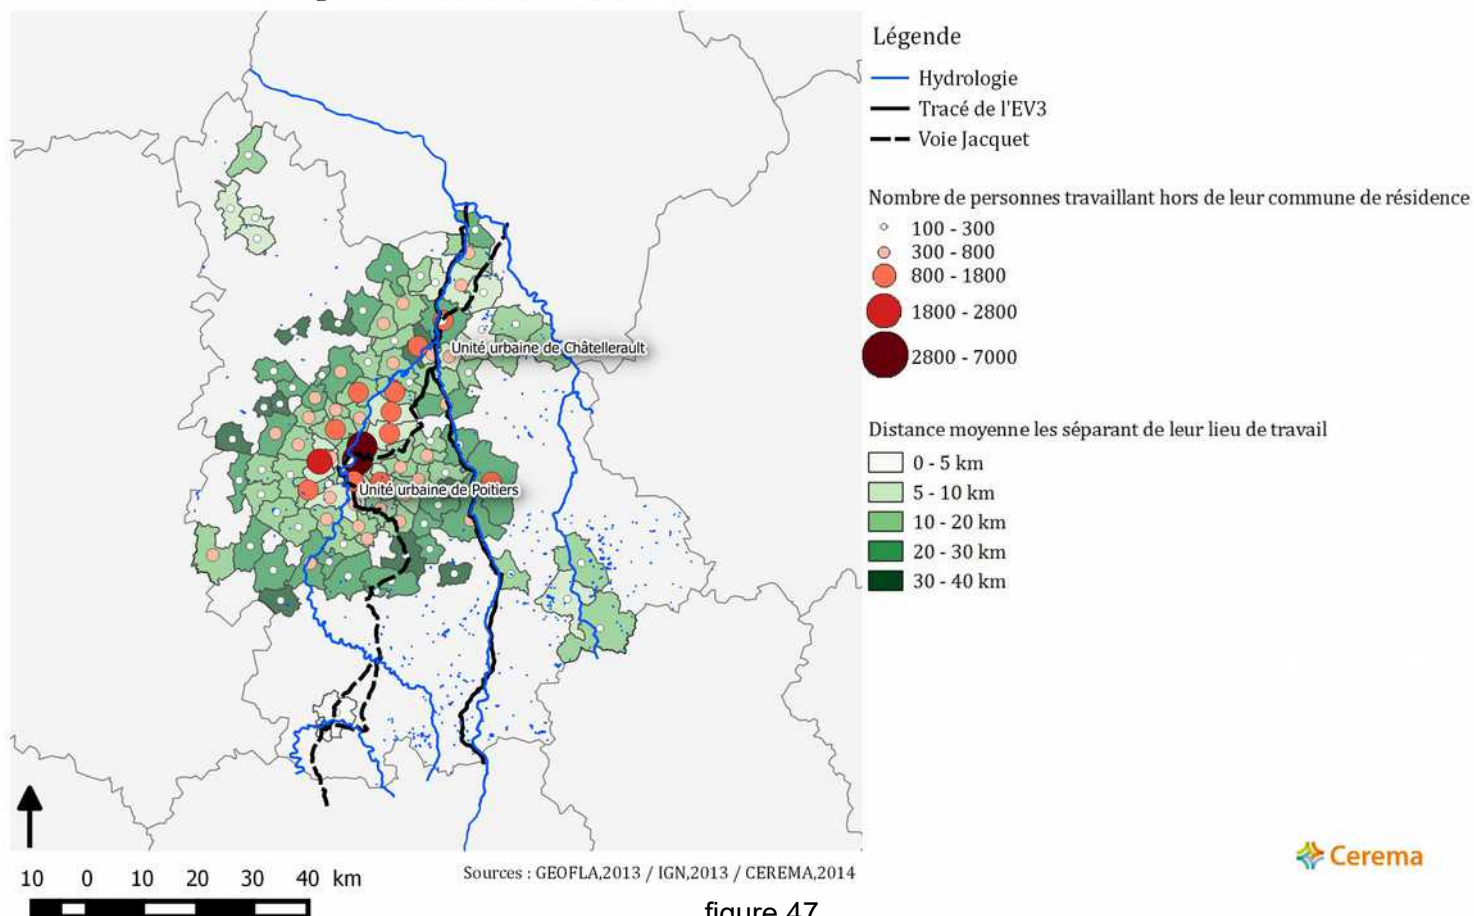 Légende
Hydrologie
Tracé de l'EV3
Voie Jacquet
Nombre de personnes travaillant hors de leur commune de résidence
100 - 300
300 - 800
800 - 1800
1800 - 2800
2800 - 7000
Distance moyenne les séparant de leur lieu de travail
0 - 5 km
5 - 10 km
10 - 20 km
20 - 30 km
30 - 40 km
Unité urbaine de Châtellerault
Unité urbaine de Poitiers
Cerema
10 0 10 20 30 40 km
Sources : GEOFLA,2013 / IGN,2013 / CEREMA,2014
figure 47